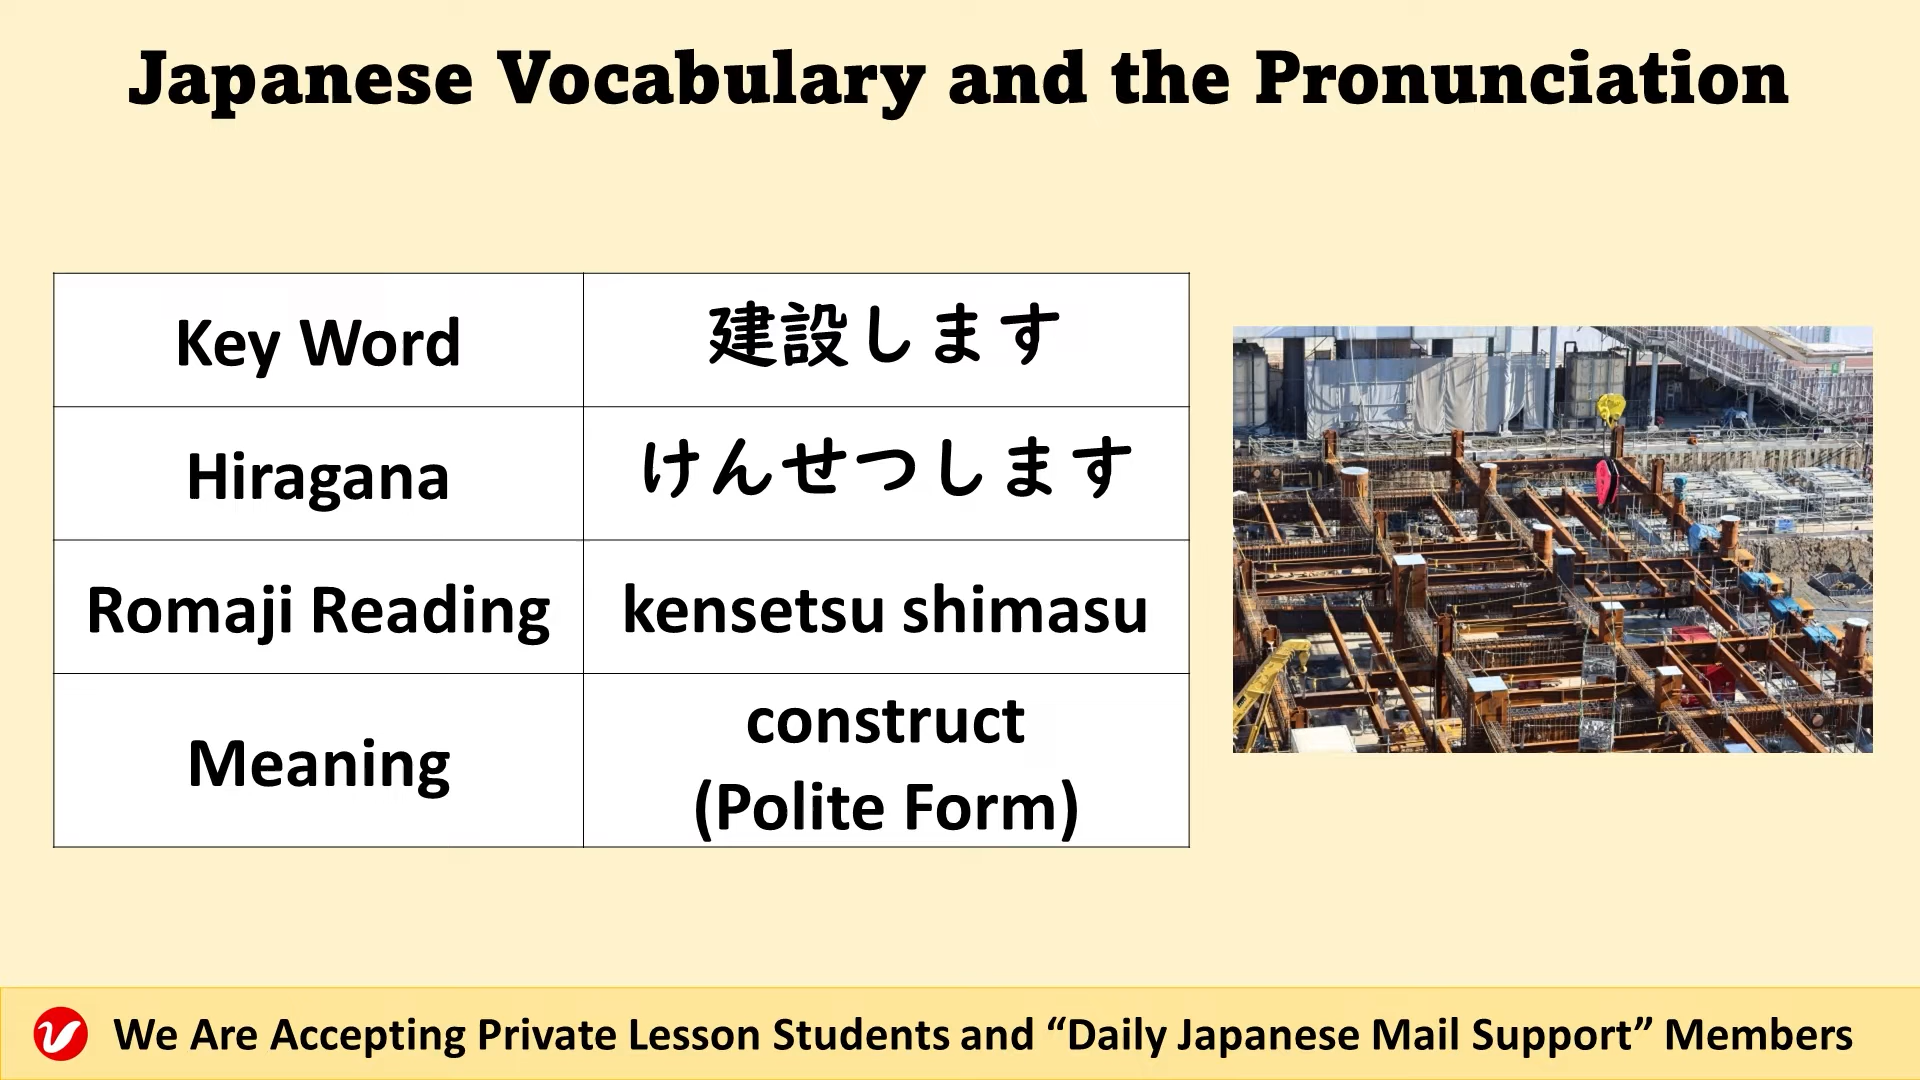 Japanese Vocabulary and the Pronunciation
Key Word
建設します
Hiragana
けんせつします
Romaji Reading
kensetsu shimasu
Meaning
construct
(Polite Form)
We Are Accepting Private Lesson Students and “Daily Japanese Mail Support” Members